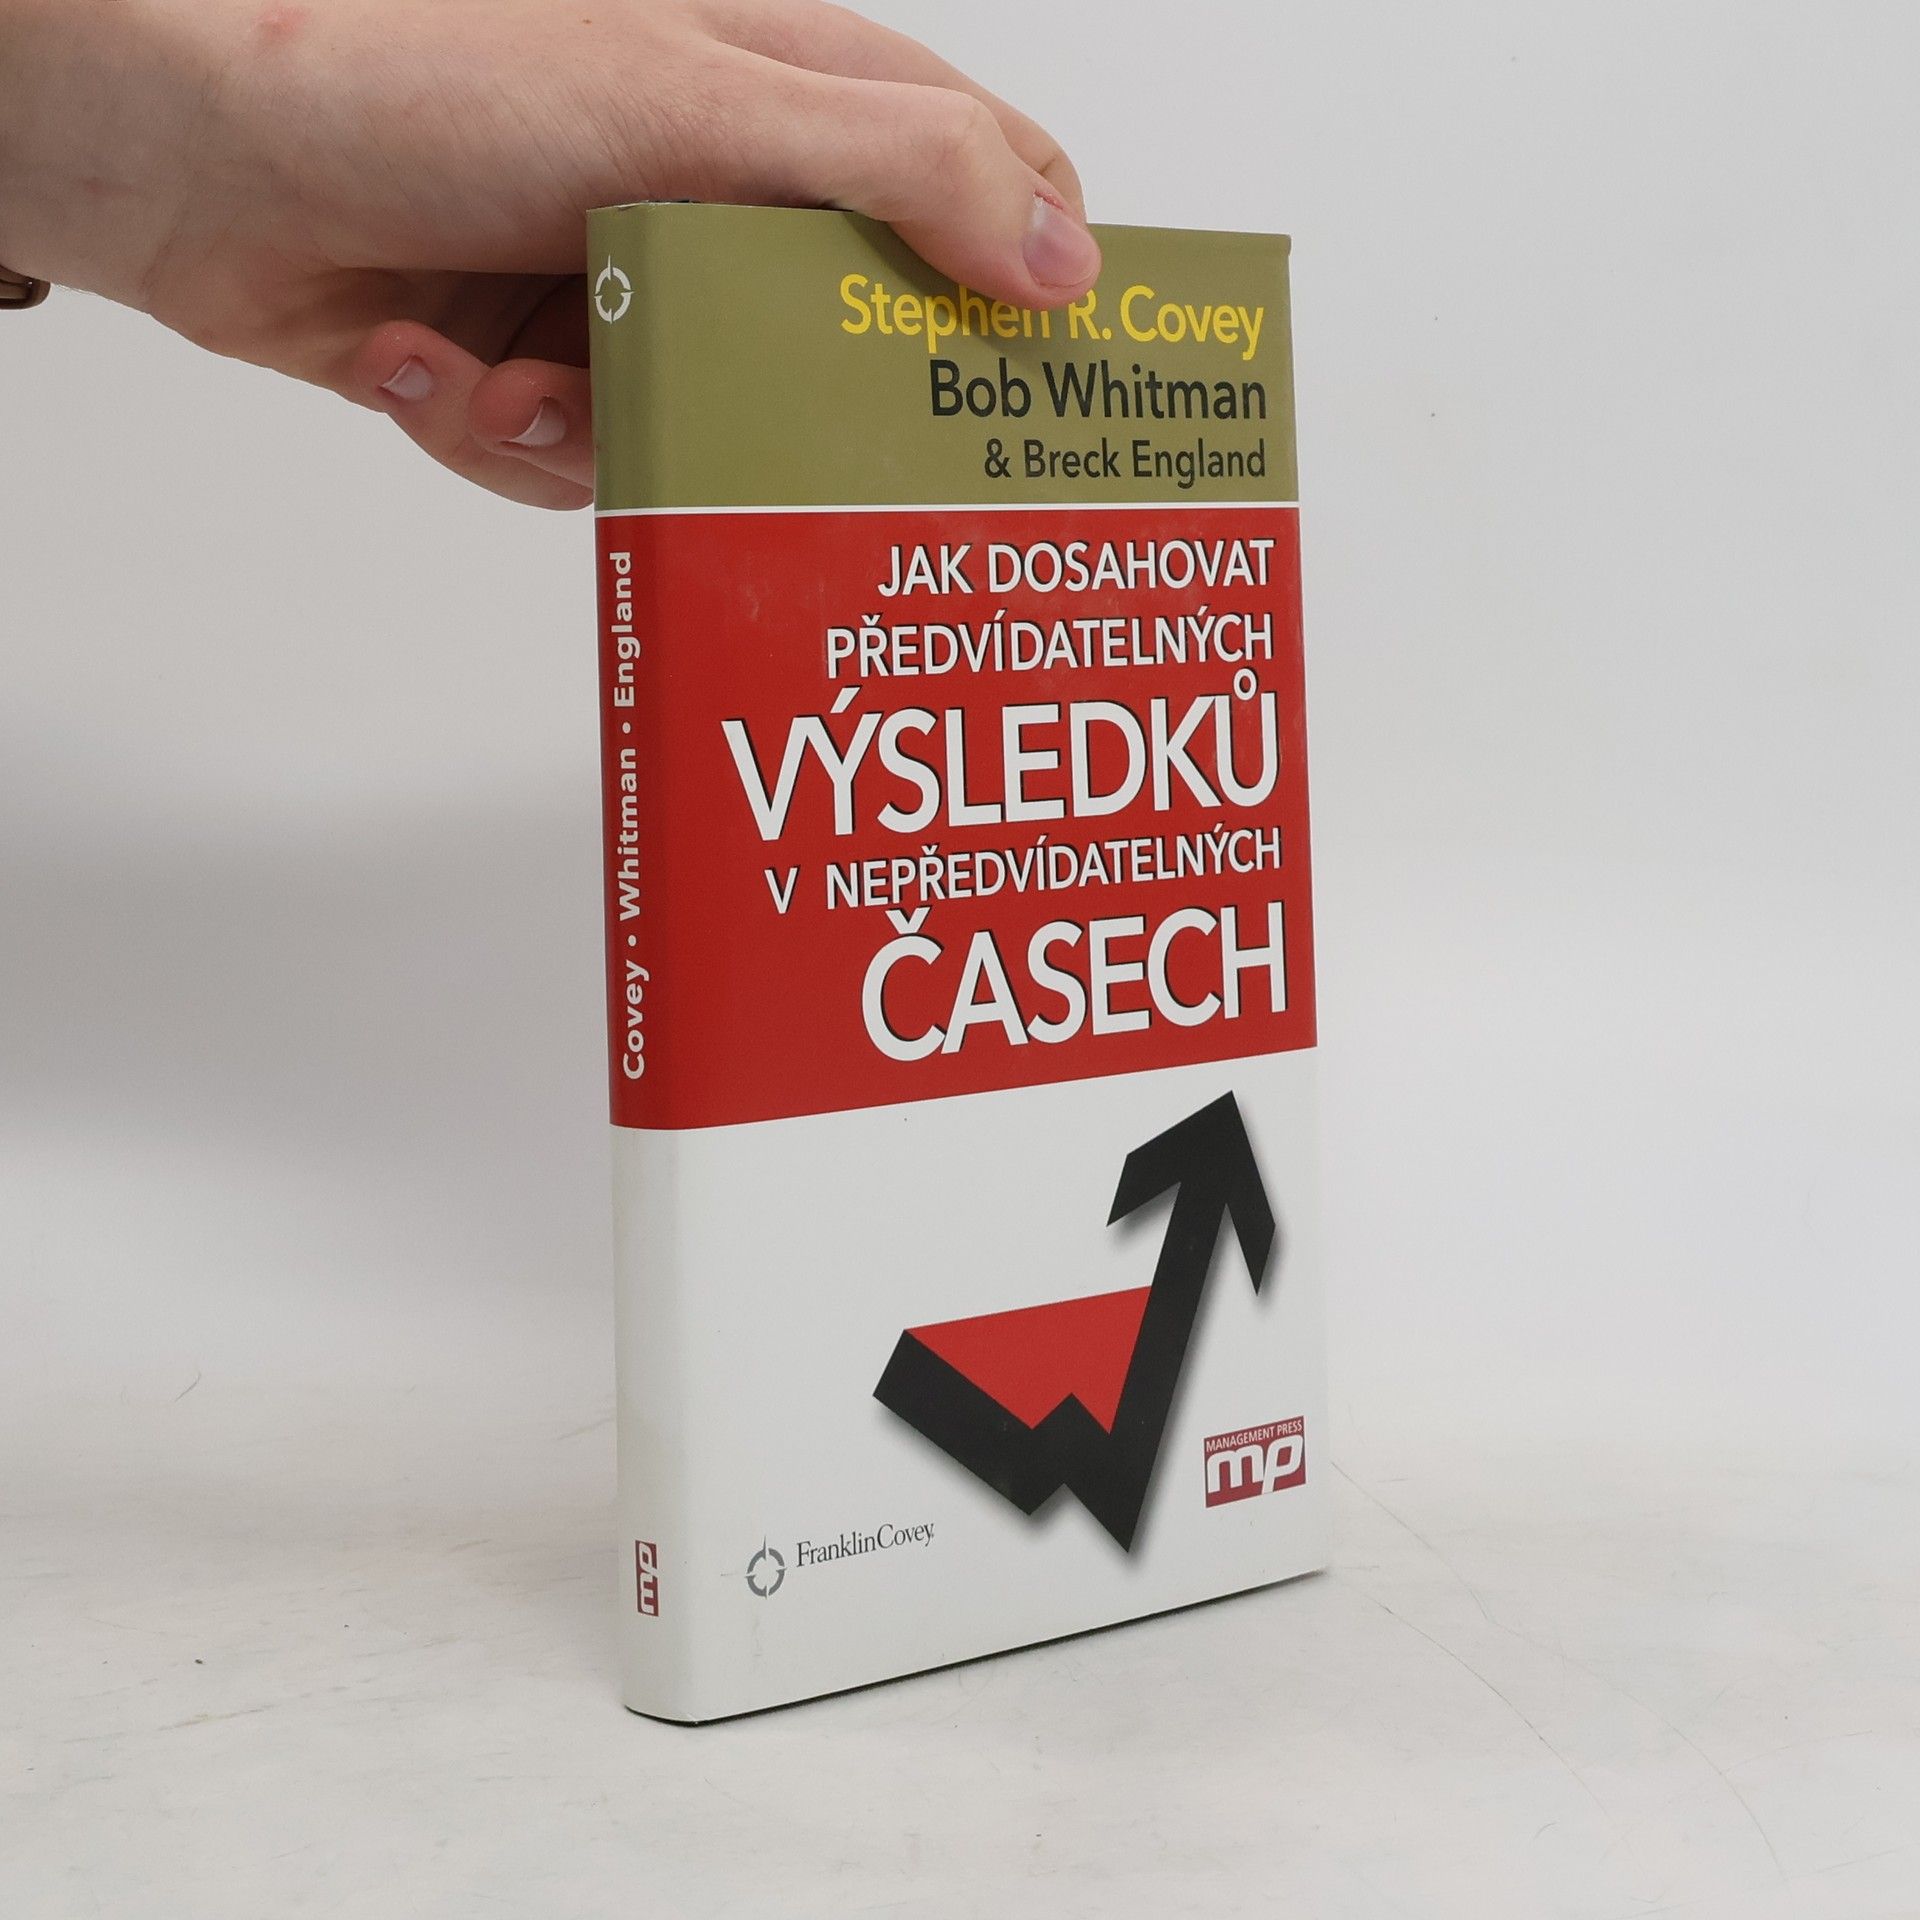 Stephen R. Covey
Bob Whitman
& Breck England
JAK DOSAHOVAT
PŘEDVÍDATELNÝCH
VÝSLEDKŮ
V NEPŘEDVÍDATELNÝCH
ČASECH
MANAGEMENT PRESS
mp
FranklinCovey
Covey • Whitman • England
mp